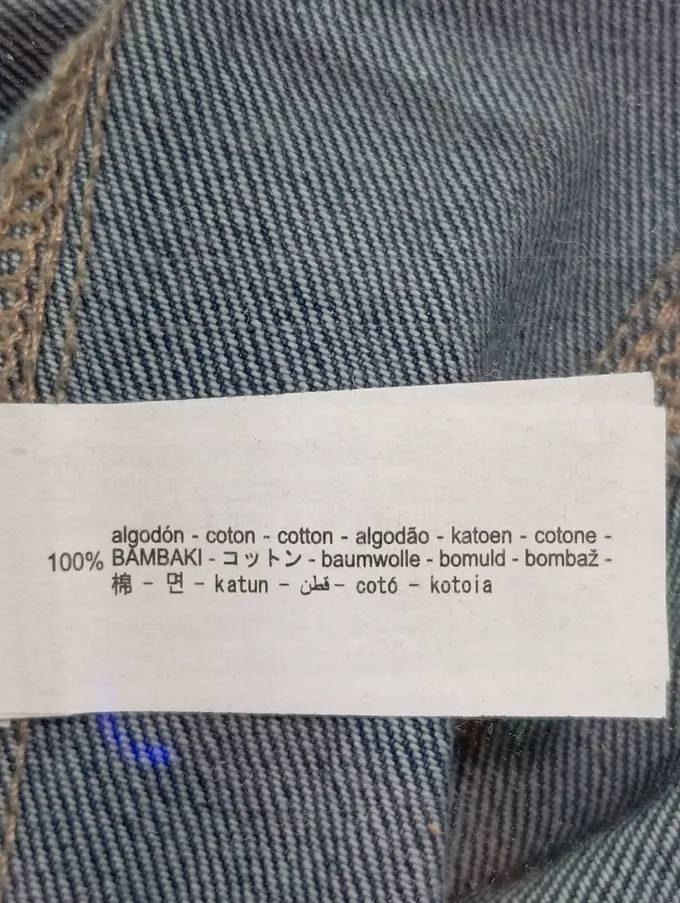 algodón - coton - cotton - algodão - katoen - cotone -
100% BAMBAKI - コットン - baumwolle - bomuld - bombaž -
棉 - 면 - katun - قطن - cotó - kotoia